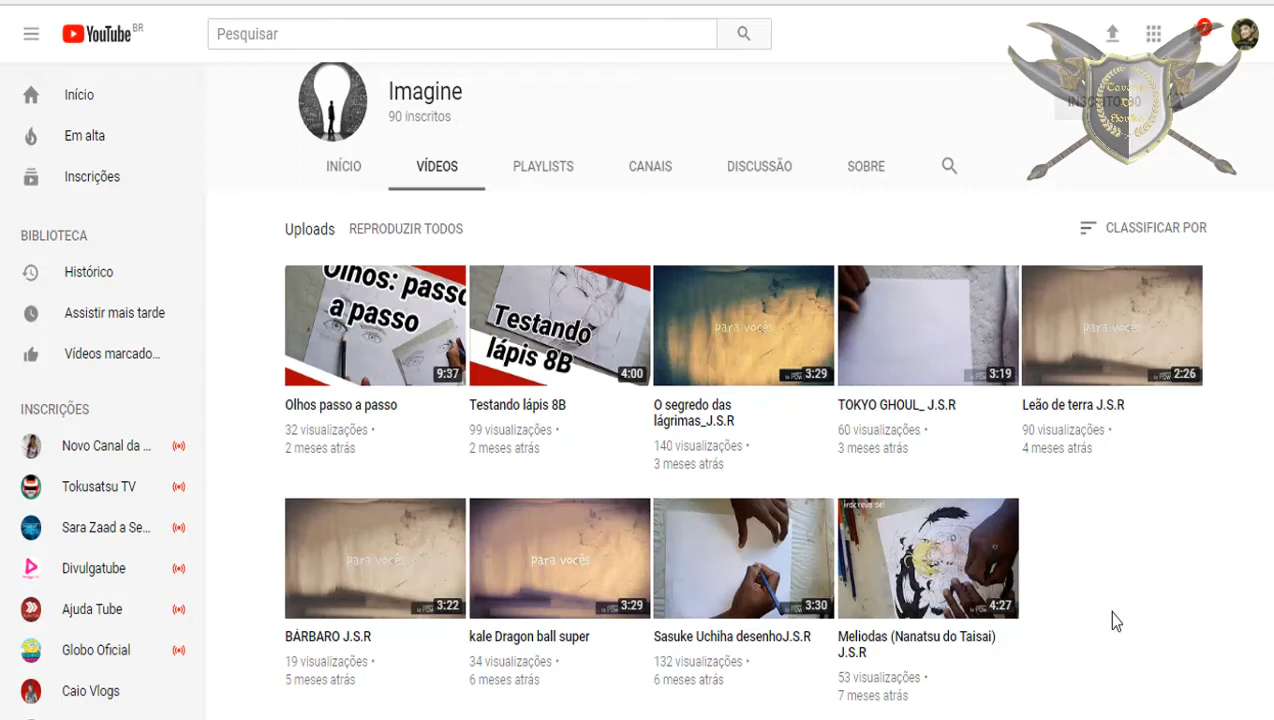 YouTube BR
Pesquisar
7
Início
Em alta
Inscrições
BIBLIOTECA
Histórico
Assistir mais tarde
Vídeos marcado...
INSCRIÇÕES
Novo Canal da ...
Tokusatsu TV
Sara Zaad a Se...
Divulgatube
Ajuda Tube
Globo Oficial
Caio Vlogs
Imagine
90 inscritos
INÍCIO VÍDEOS PLAYLISTS CANAIS DISCUSSÃO SOBRE
Uploads REPRODUZIR TODOS
CLASSIFICAR POR
Olhos: passo
a passo
9:37
Olhos passo a passo
32 visualizações •
2 meses atrás
Testando
lápis 8B
4:00
Testando lápis 8B
99 visualizações •
2 meses atrás
para vocês
3:29
O segredo das
lágrimas_J.S.R
140 visualizações •
3 meses atrás
3:19
TOKYO GHOUL_ J.S.R
60 visualizações •
3 meses atrás
para vocês
2:26
Leão de terra J.S.R
90 visualizações •
4 meses atrás
para vocês
3:22
BÁRBARO J.S.R
19 visualizações •
5 meses atrás
para vocês
3:29
kale Dragon ball super
34 visualizações •
6 meses atrás
3:30
Sasuke Uchiha desenhoJ.S.R
132 visualizações •
6 meses atrás
inscreva-se!
4:27
Meliodas (Nanatsu do Taisai)
J.S.R
53 visualizações •
7 meses atrás